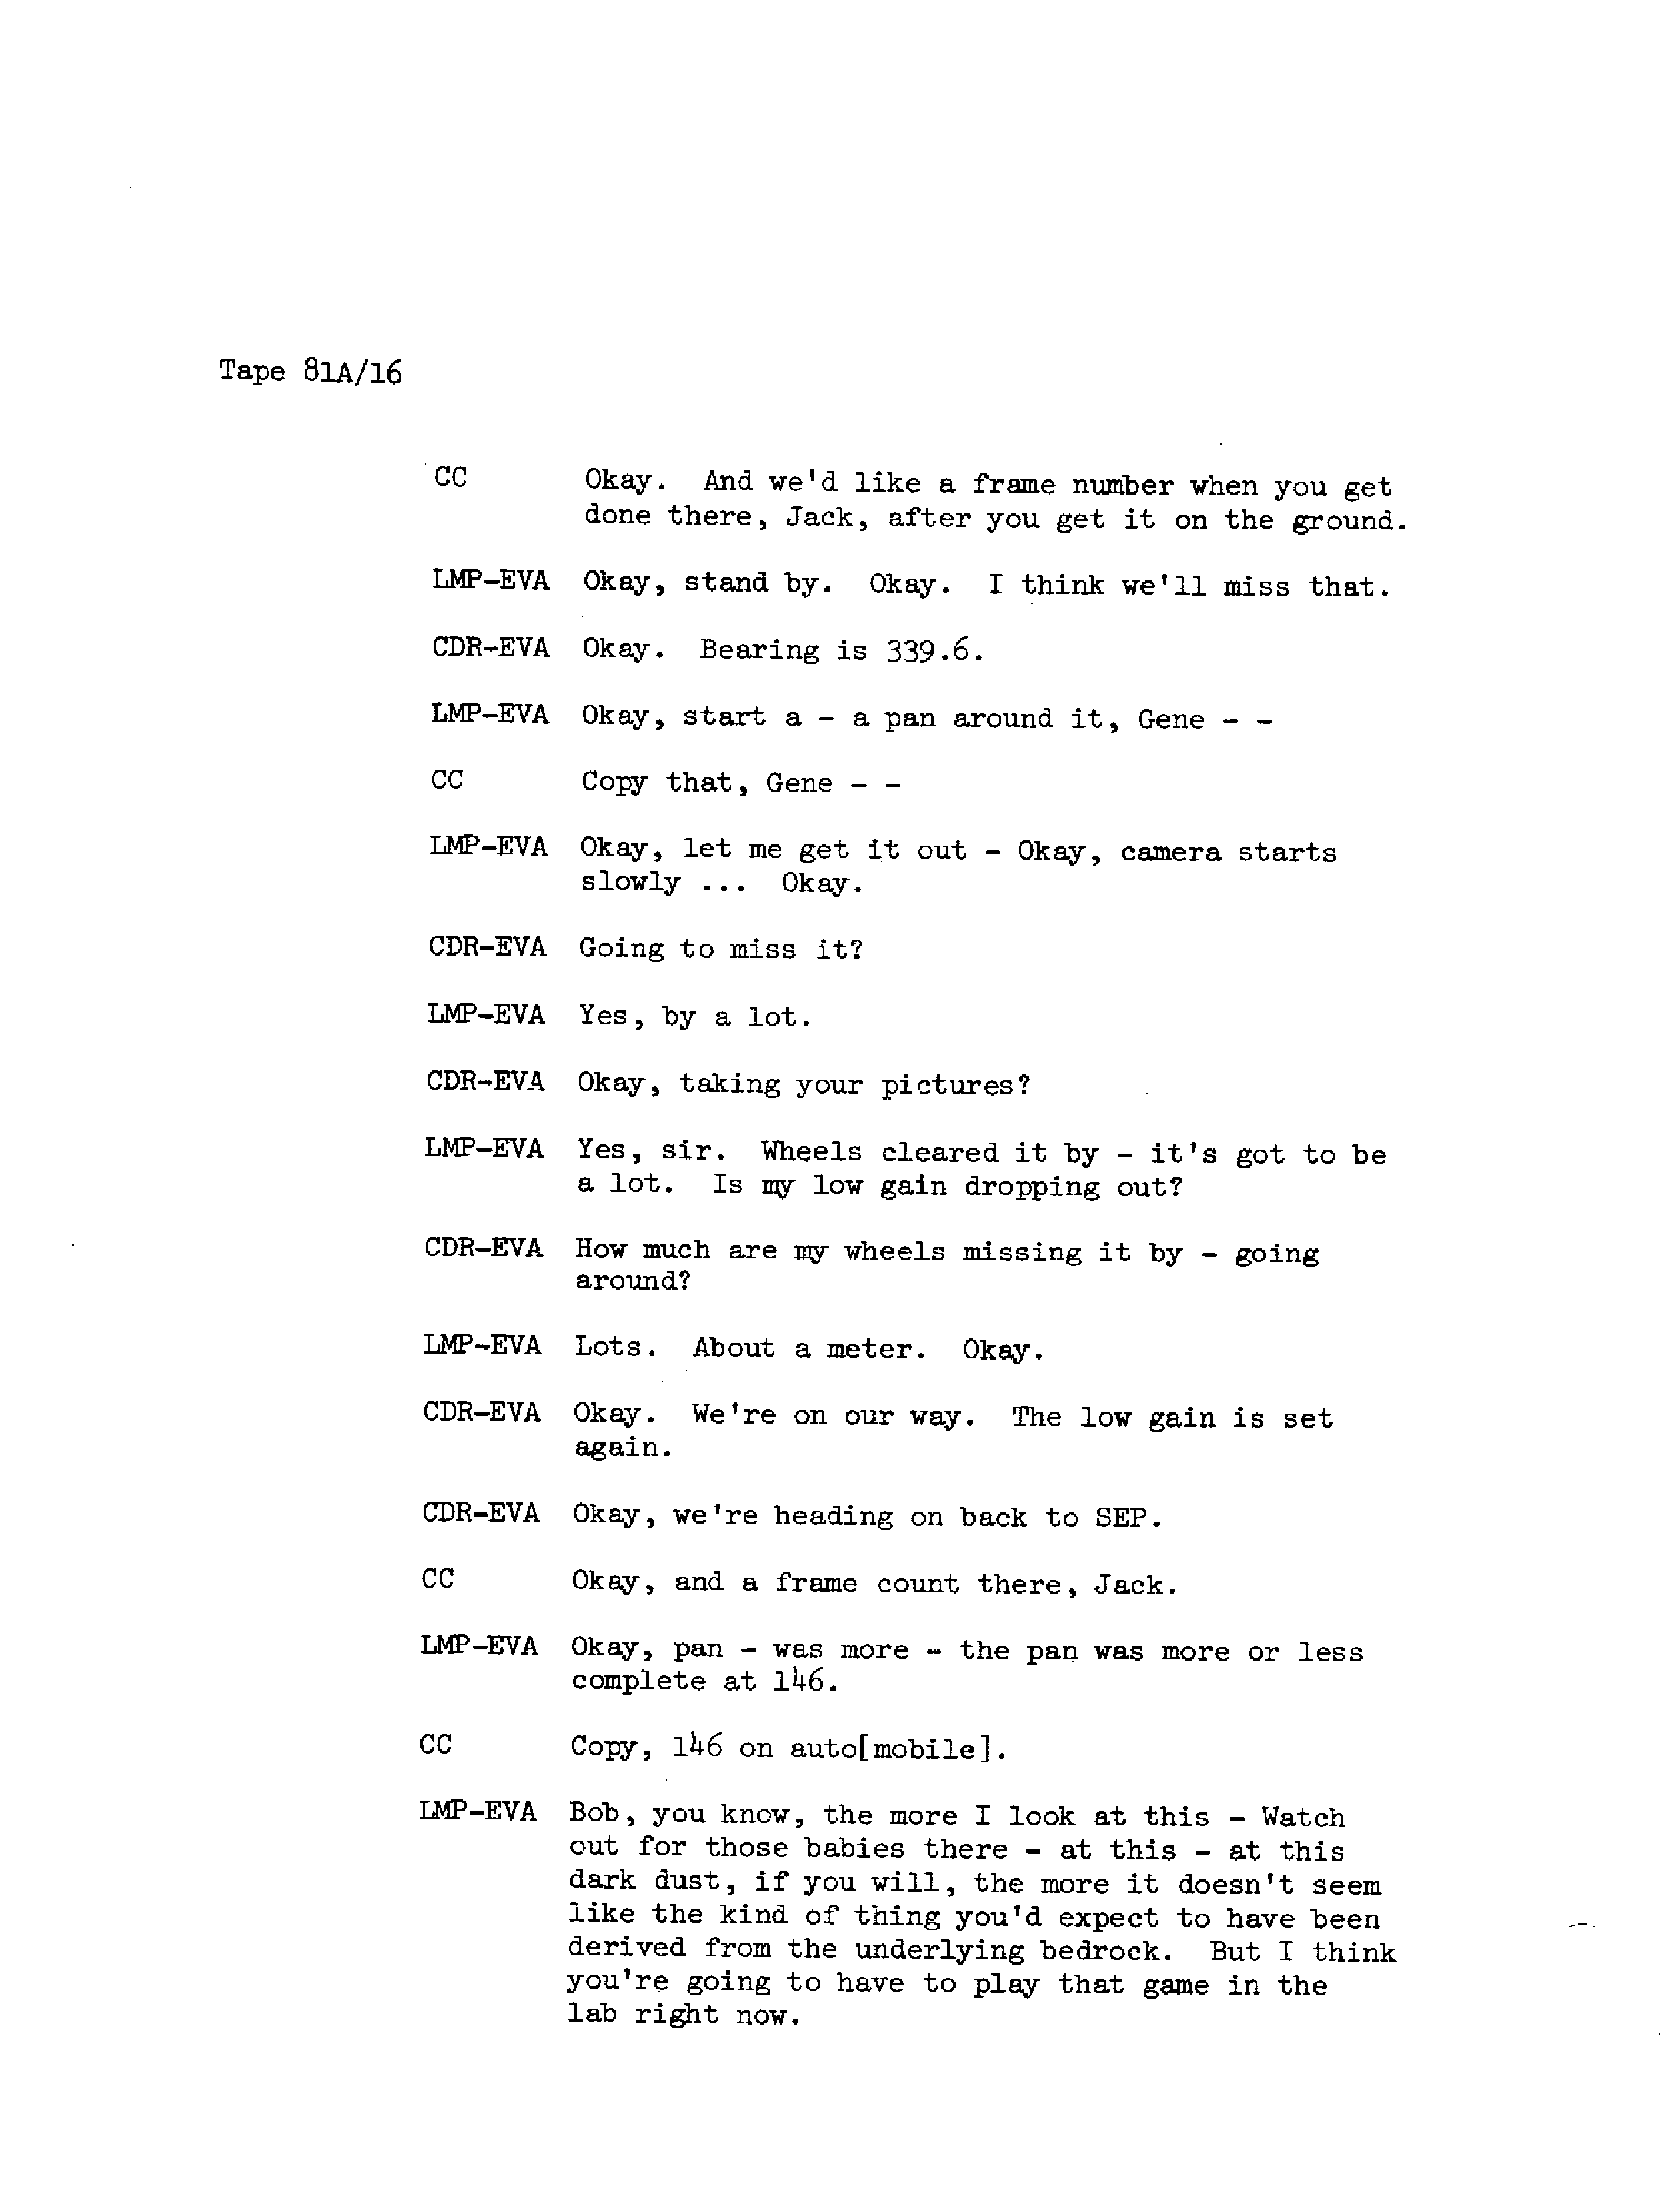 Tape 81A/16
CC Okay. And we'd like a frame number when you get
done there, Jack, after you get it on the ground.
LMP-EVA Okay, stand by. Okay. I think we'll miss that.
CDR-EVA Okay. Bearing is 339.6.
LMP-EVA Okay, start a - a pan around it, Gene - -
CC Copy that, Gene - -
LMP-EVA Okay, let me get it out - Okay, camera starts
slowly ... Okay.
CDR-EVA Going to miss it?
LMP-EVA Yes, by a lot.
CDR-EVA Okay, taking your pictures?
LMP-EVA Yes, sir. Wheels cleared it by - it's got to be
a lot. Is my low gain dropping out?
CDR-EVA How much are my wheels missing it by - going
around?
LMP-EVA Lots. About a meter. Okay.
CDR-EVA Okay. We're on our way. The low gain is set
again.
CDR-EVA Okay, we're heading on back to SEP.
CC Okay, and a frame count there, Jack.
LMP-EVA Okay, pan - was more - the pan was more or less
complete at 146.
CC Copy, 146 on auto[mobile].
LMP-EVA Bob, you know, the more I look at this - Watch
out for those babies there - at this - at this
dark dust, if you will, the more it doesn't seem
like the kind of thing you'd expect to have been
derived from the underlying bedrock. But I think
you're going to have to play that game in the
lab right now.